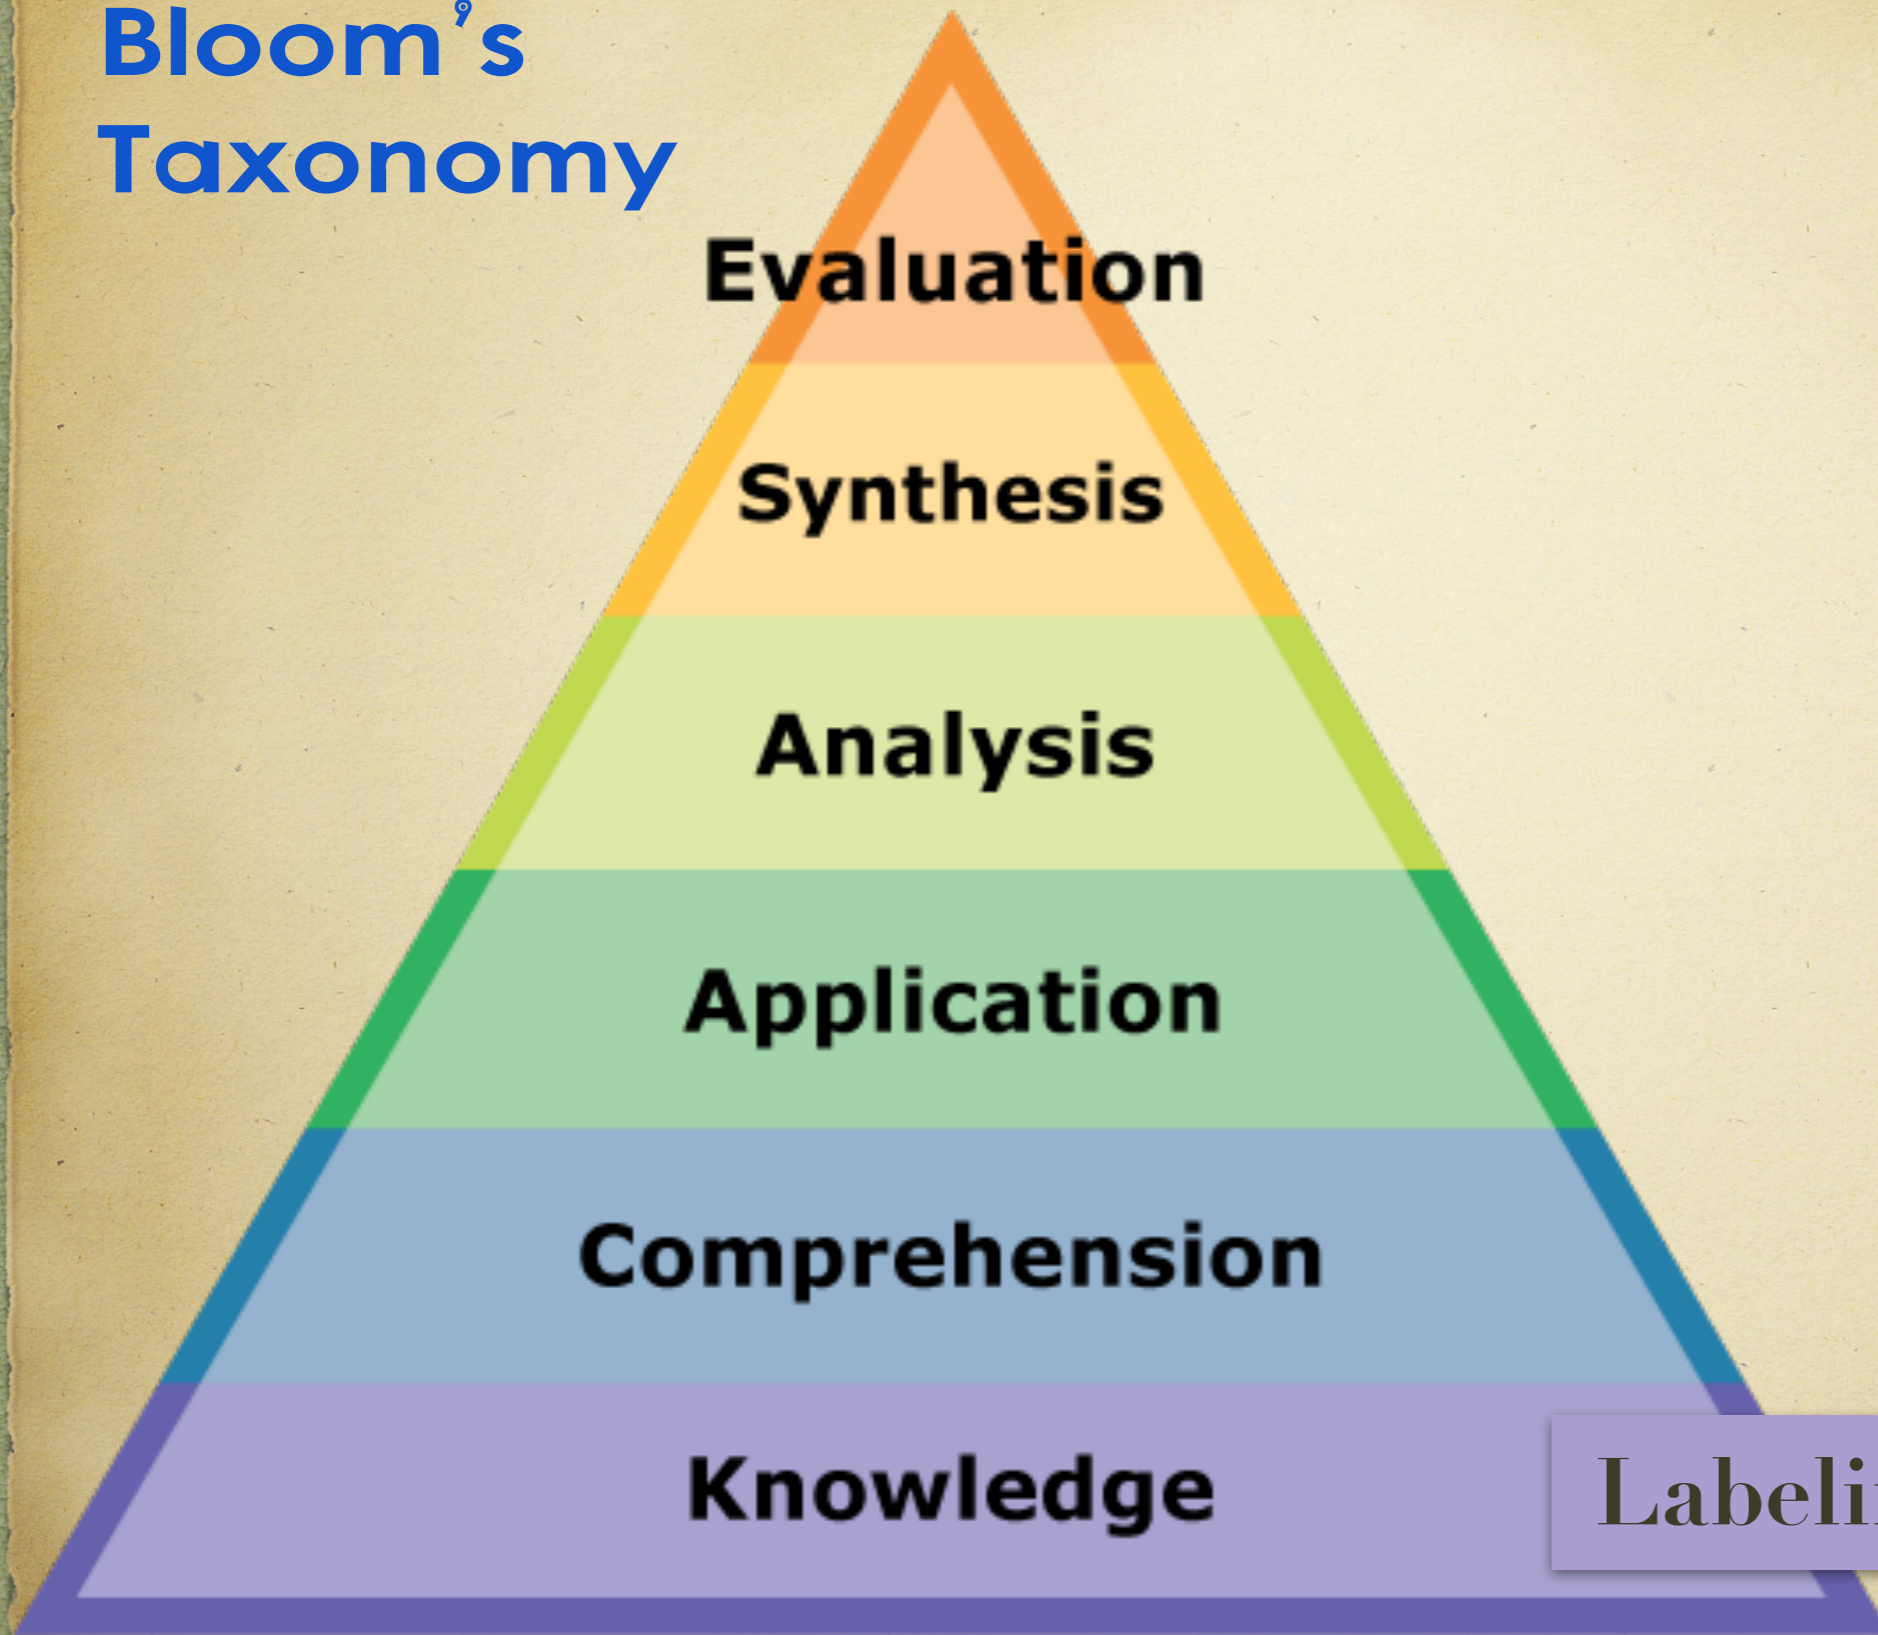 Bloom’s
Taxonomy
Evaluation
Synthesis
Analysis
Application
Comprehension
Knowledge